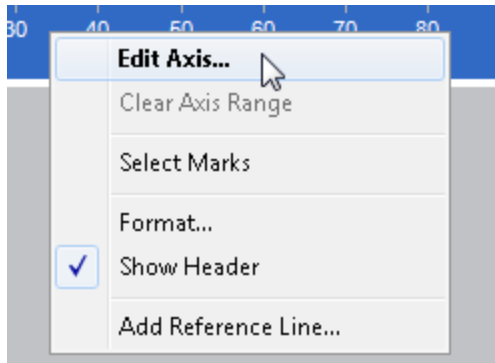 30 40 50 60 70 80
Edit Axis...
Clear Axis Range
Select Marks
Format...
Show Header
Add Reference Line...